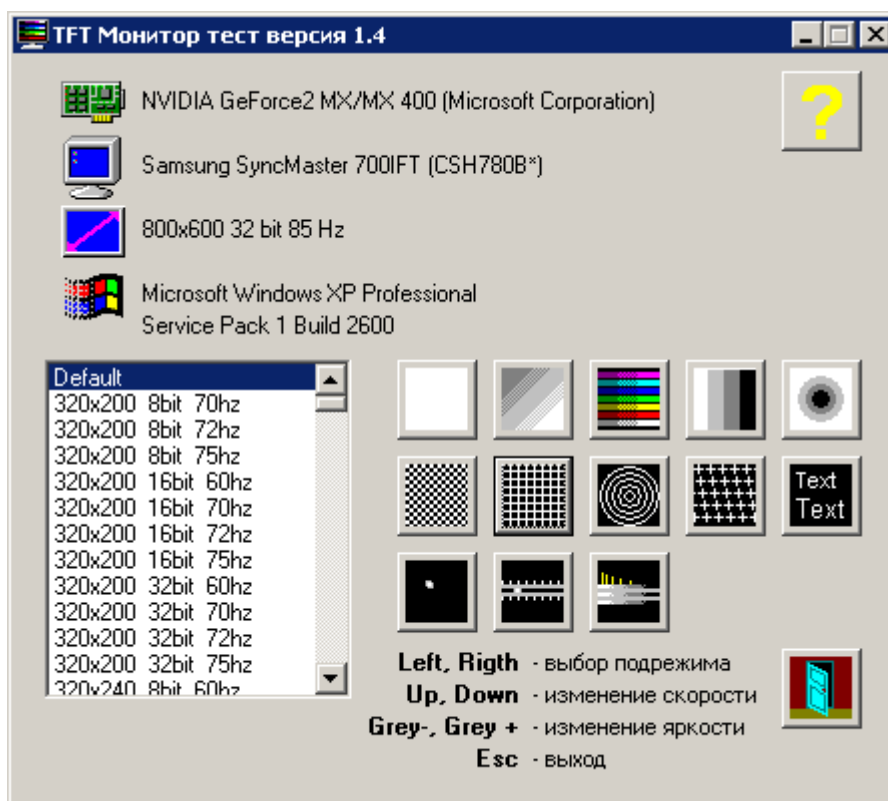 TFT Монитор тест версия 1.4
?
NVIDIA GeForce2 MX/MX 400 (Microsoft Corporation)
Samsung SyncMaster 700IFT (CSH780B*)
800x600 32 bit 85 Hz
Microsoft Windows XP Professional
Service Pack 1 Build 2600
Default
320x200 8bit 70hz
320x200 8bit 72hz
320x200 8bit 75hz
320x200 16bit 60hz
320x200 16bit 70hz
320x200 16bit 72hz
320x200 16bit 75hz
320x200 32bit 60hz
320x200 32bit 70hz
320x200 32bit 72hz
320x200 32bit 75hz
320x240 8bit 60hz
Text
Text
Left, Rigth - выбор подрежима
Up, Down - изменение скорости
Grey-, Grey + - изменение яркости
Esc - выход